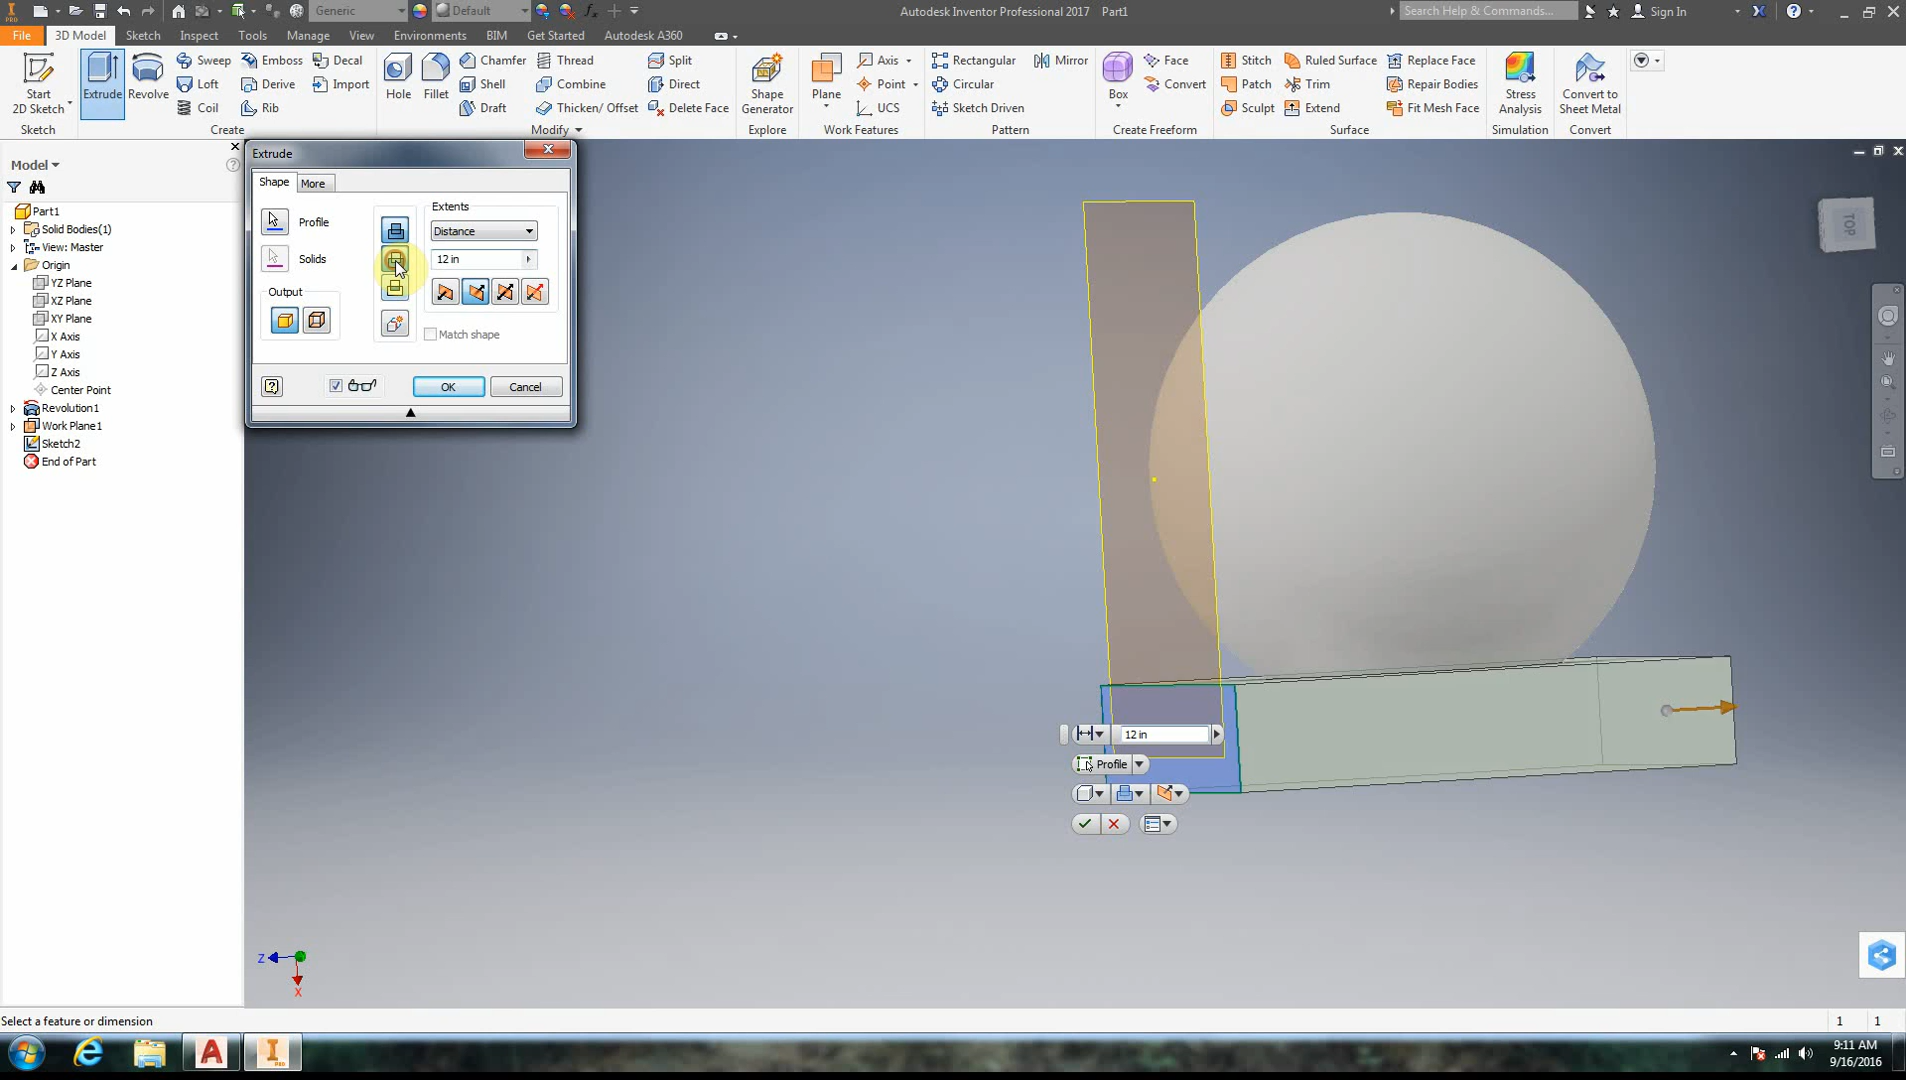 Generic
Default
Autodesk Inventor Professional 2017 Part1
Search Help & Commands...
Sign In
File
3D Model
Sketch
Inspect
Tools
Manage
View
Environments
BIM
Get Started
Autodesk A360
Start
2D Sketch
Extrude
Revolve
Sweep
Loft
Coil
Emboss
Derive
Rib
Decal
Import
Hole
Fillet
Chamfer
Shell
Draft
Thread
Combine
Thicken/ Offset
Split
Direct
Delete Face
Shape
Generator
Plane
Axis
Point
UCS
Rectangular
Circular
Sketch Driven
Mirror
Box
Face
Convert
Stitch
Patch
Sculpt
Ruled Surface
Trim
Extend
Replace Face
Repair Bodies
Fit Mesh Face
Stress
Analysis
Convert to
Sheet Metal
Sketch
Create
Modify
Explore
Work Features
Pattern
Create Freeform
Surface
Simulation
Convert
Model
Part1
Solid Bodies(1)
View: Master
Origin
YZ Plane
XZ Plane
XY Plane
X Axis
Y Axis
Z Axis
Center Point
Revolution1
Work Plane1
Sketch2
End of Part
Extrude
Shape
More
Profile
Solids
Output
Extents
Distance
12 in
Match shape
OK
Cancel
TOP
12 in
Profile
Z
X
Select a feature or dimension
1
1
9:11 AM
9/16/2016